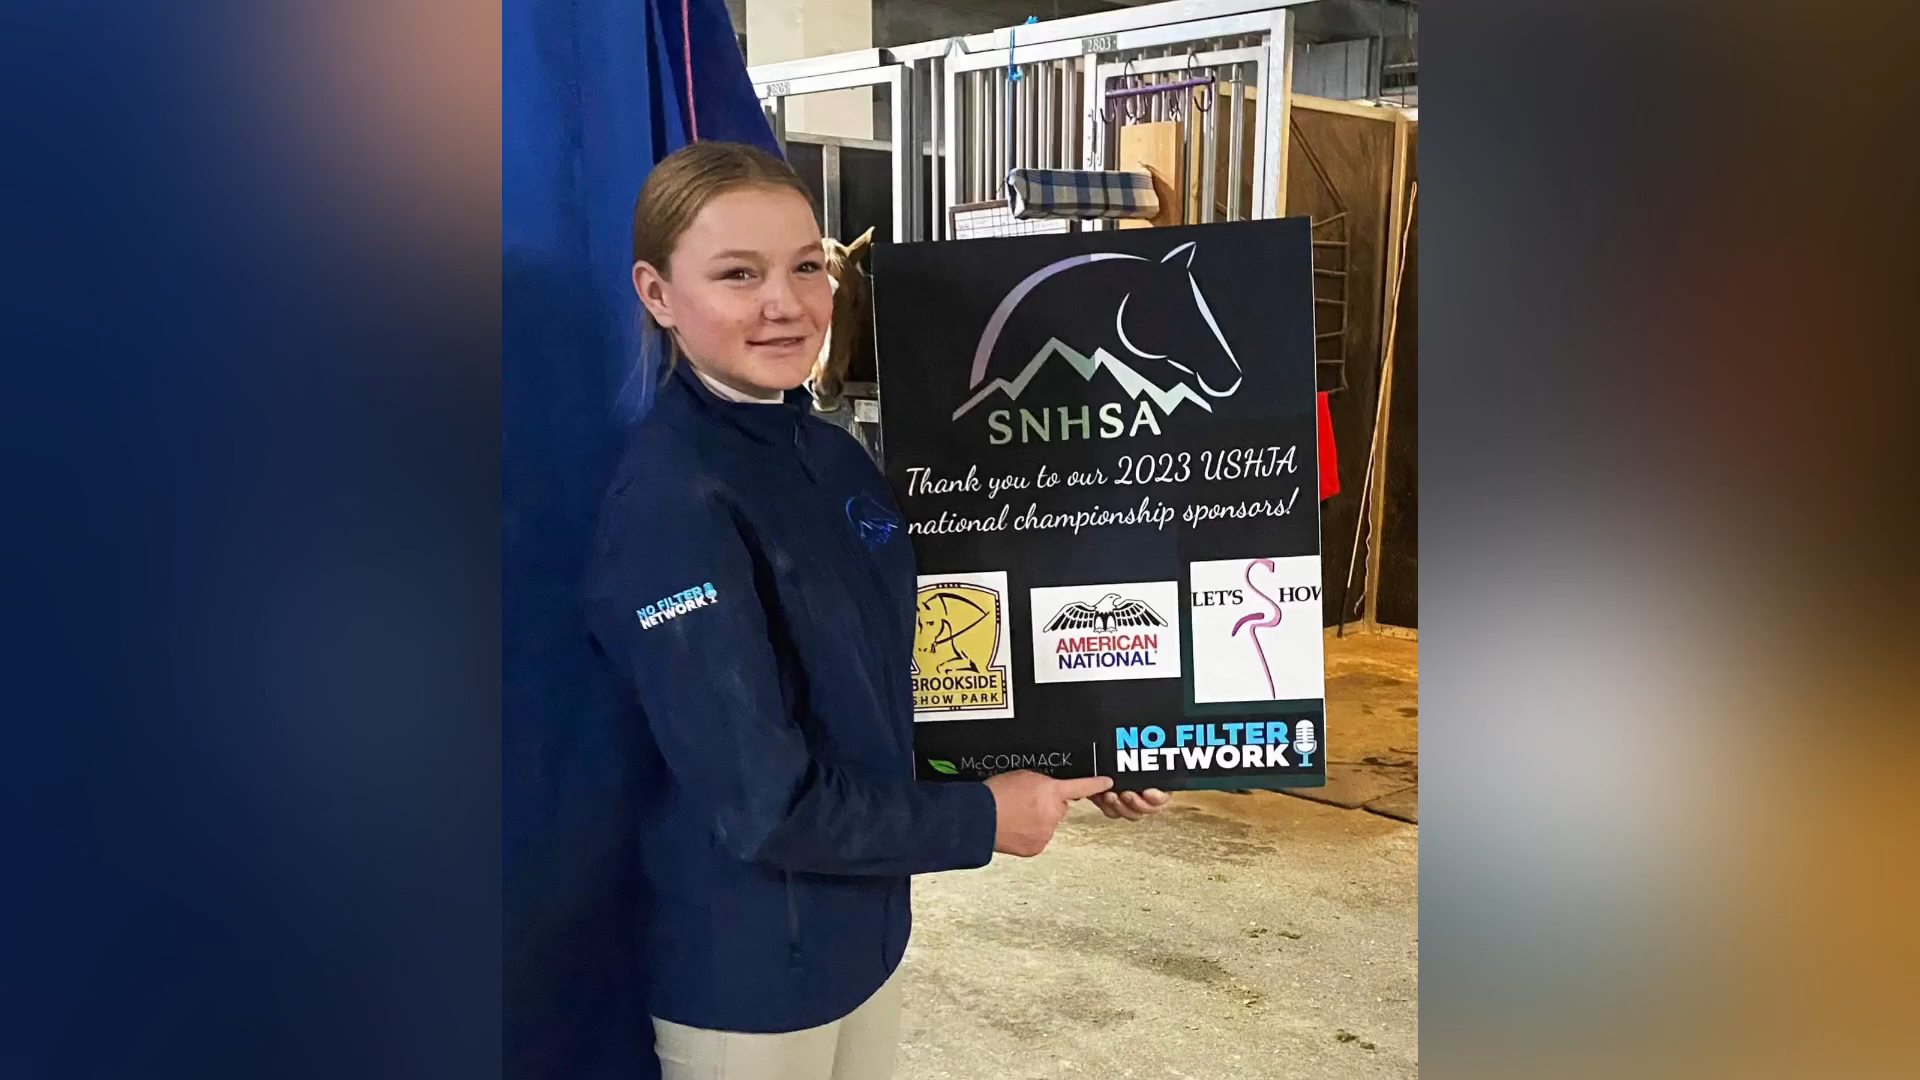 2803
SNHSA
Thank you to our 2023 USHJA
national championship sponsors!
NO FILTER
NETWORK
BROOKSIDE
SHOW PARK
AMERICAN
NATIONAL
LET'S SHOW
McCORMACK
NO FILTER
NETWORK